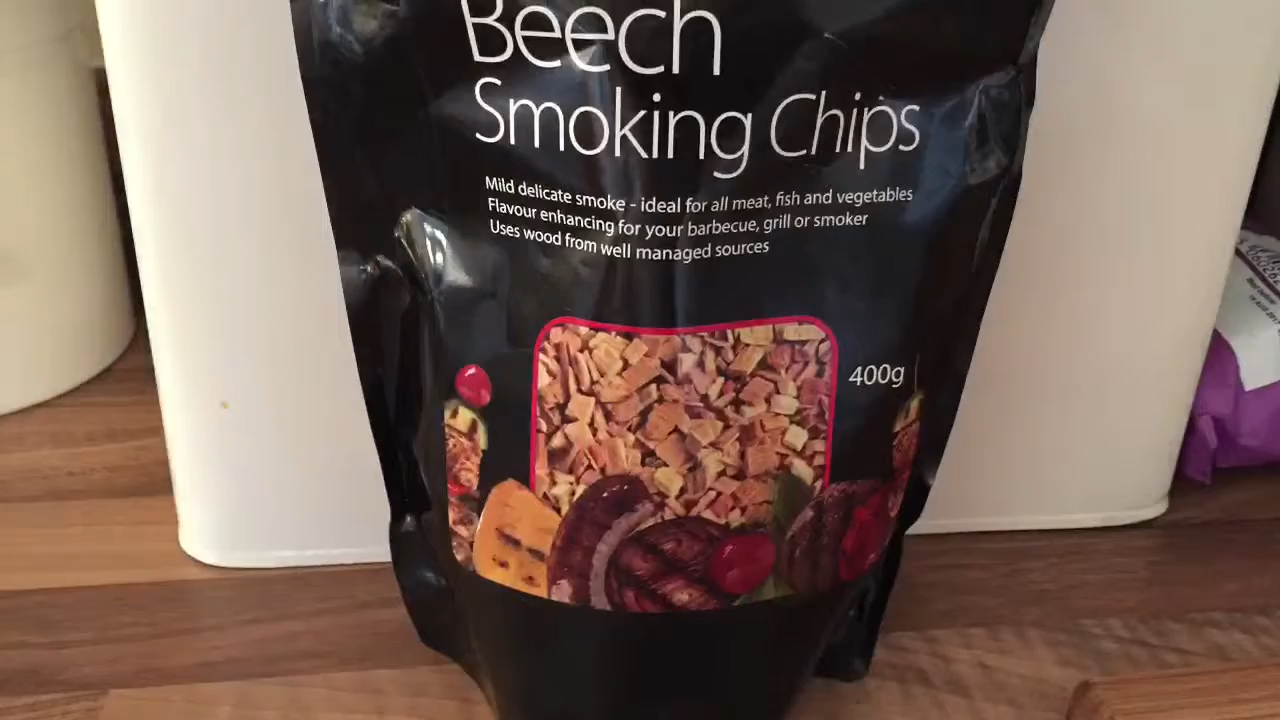 Beech
Smoking Chips
Mild delicate smoke - ideal for all meat, fish and vegetables
Flavour enhancing for your barbecue, grill or smoker
Uses wood from well managed sources
400g